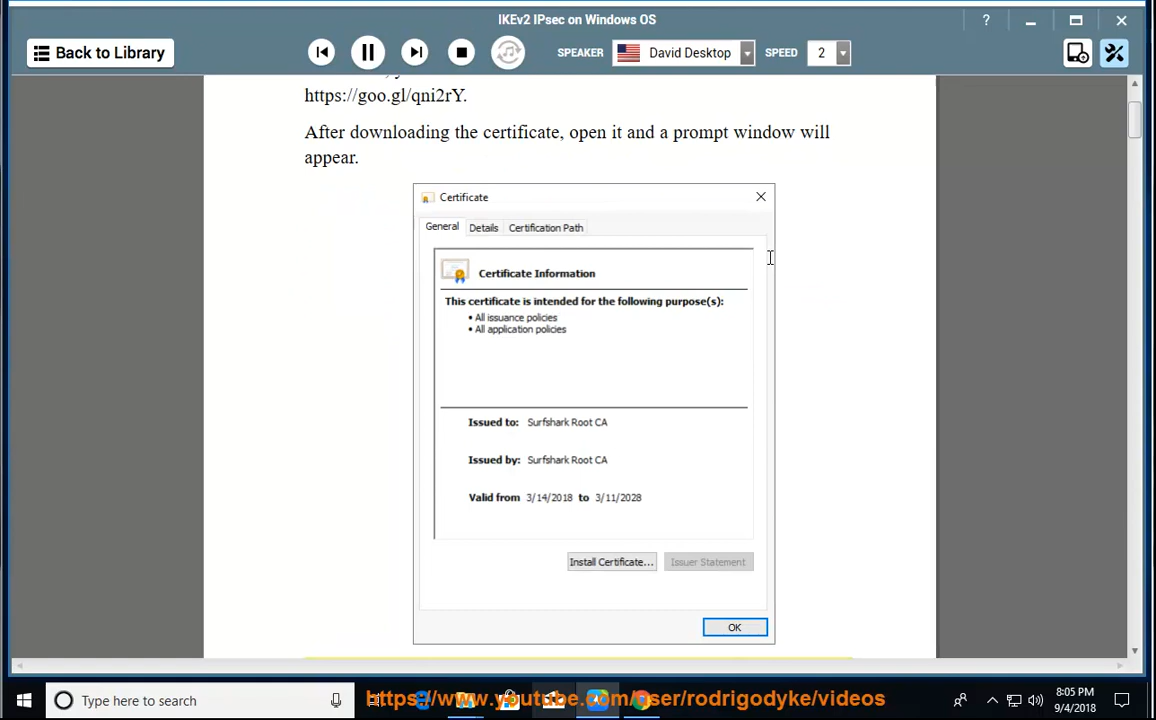 IKEv2 IPsec on Windows OS
Back to Library
SPEAKER David Desktop SPEED 2
https://goo.gl/qni2rY.
After downloading the certificate, open it and a prompt window will
appear.
Certificate
General Details Certification Path
Certificate Information
This certificate is intended for the following purpose(s):
• All issuance policies
• All application policies
Issued to: Surfshark Root CA
Issued by: Surfshark Root CA
Valid from 3/14/2018 to 3/11/2028
Install Certificate... Issuer Statement
OK
Type here to search
https://www.youtube.com/user/rodrigodyke/videos
8:05 PM
9/4/2018